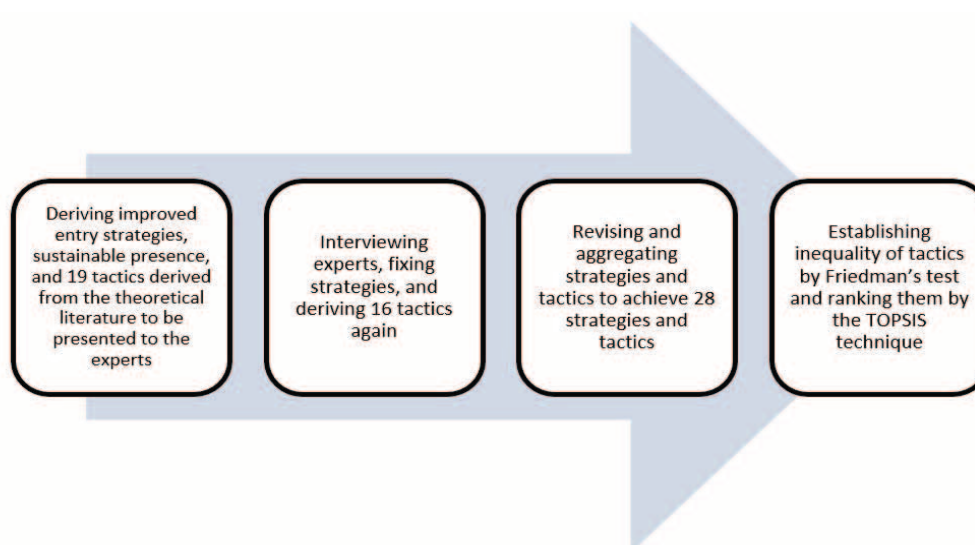 Deriving improved
entry strategies,
sustainable presence,
and 19 tactics derived
from the theoretical
literature to be
presented to the
experts
Interviewing
experts, fixing
strategies, and
deriving 16 tactics
again
Revising and
aggregating
strategies and
tactics to achieve 28
strategies and
tactics
Establishing
inequality of tactics
by Friedman's test
and ranking them by
the TOPSIS
technique